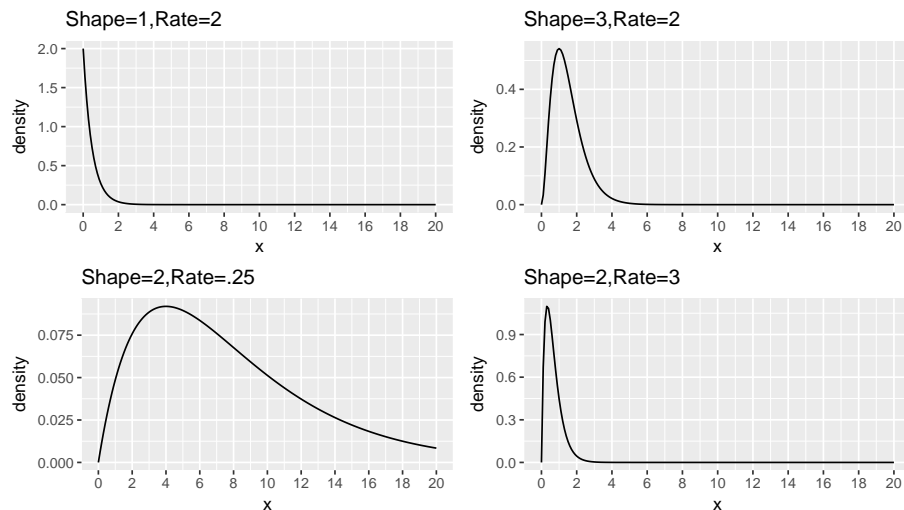 Shape=1,Rate=2
2.0
1.5
1.0
0.5
0.0
density
0 2 4 6 8 10 12 14 16 18 20
x
Shape=3,Rate=2
0.4
0.2
0.0
density
0 2 4 6 8 10 12 14 16 18 20
x
Shape=2,Rate=.25
0.075
0.050
0.025
0.000
density
0 2 4 6 8 10 12 14 16 18 20
x
Shape=2,Rate=3
0.9
0.6
0.3
0.0
density
0 2 4 6 8 10 12 14 16 18 20
x